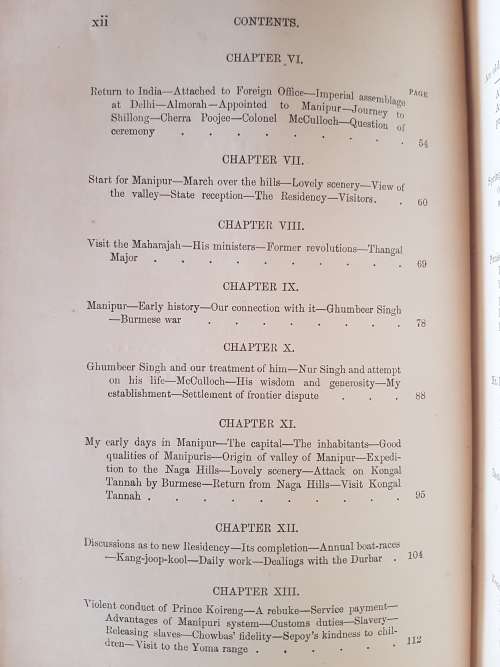 xii CONTENTS.
CHAPTER VI.
PAGE
Return to India—Attached to Foreign Office—Imperial assemblage
at Delhi—Almorah—Appointed to Manipur—Journey to
Shillong—Cherra Poojee—Colonel McCulloch—Question of
ceremony . . . . . . . . 54
CHAPTER VII.
Start for Manipur—March over the hills—Lovely scenery—View of
the valley—State reception—The Residency—Visitors. . 60
CHAPTER VIII.
Visit the Maharajah—His ministers—Former revolutions—Thangal
Major . . . . . . . . 69
CHAPTER IX.
Manipur—Early history—Our connection with it—Ghumbeer Singh
—Burmese war . . . . . . . 78
CHAPTER X.
Ghumbeer Singh and our treatment of him—Nur Singh and attempt
on his life—McCulloch—His wisdom and generosity—My
establishment—Settlement of frontier dispute . . . 88
CHAPTER XI.
My early days in Manipur—The capital—The inhabitants—Good
qualities of Manipuris—Origin of valley of Manipur—Expedi-
tion to the Naga Hills—Lovely scenery—Attack on Kongal
Tannah by Burmese—Return from Naga Hills—Visit Kongal
Tannah . . . . . . . . . 95
CHAPTER XII.
Discussions as to new Residency—Its completion—Annual boat-races
—Kang-joop-kool—Daily work—Dealings with the Durbar . 104
CHAPTER XIII.
Violent conduct of Prince Koireng—A rebuke—Service payment—
Advantages of Manipuri system—Customs duties—Slavery—
Releasing slaves—Chowbas' fidelity—Sepoy's kindness to chil-
dren—Visit to the Yoma range . . . . . 112